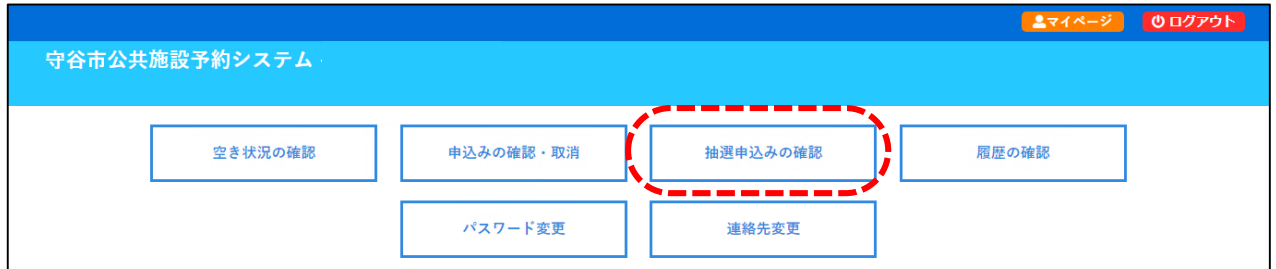 マイページ ログアウト
守谷市公共施設予約システム
空き状況の確認 申込みの確認・取消 抽選申込みの確認 履歴の確認
パスワード変更 連絡先変更